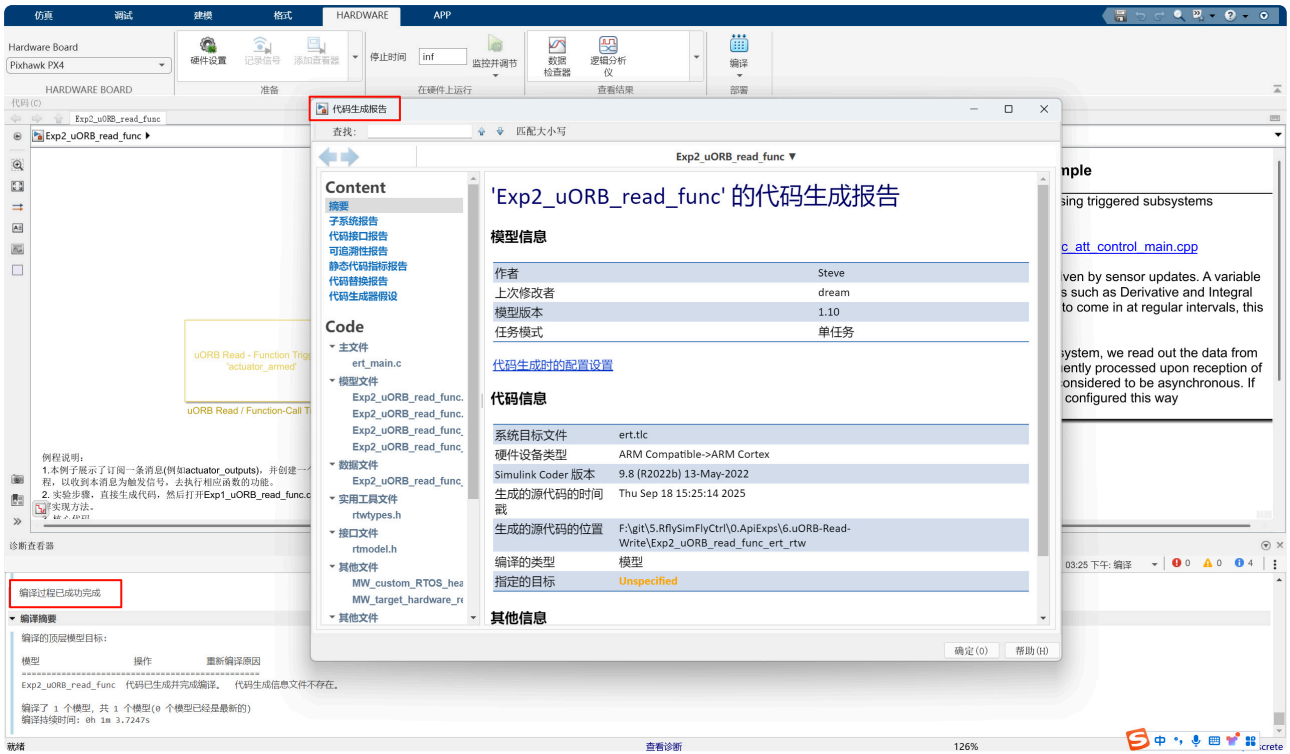 仿真 调试 建模 格式 HARDWARE APP
Hardware Board
Pixhawk PX4
硬件设置 记录信号 添加查看器
停止时间 inf
监控并调节
数据检查器
逻辑分析仪
编译
HARDWARE BOARD 准备 在硬件上运行 查看结果 部署
代码(C)
Exp2_uORB_read_func
Exp2_uORB_read_func
uORB Read - Function Trig
'actuator_armed'
uORB Read / Function-Call T
例程说明:
1.本例子展示了订阅一条消息(例如actuator_outputs)，并创建一个
程，以收到本消息为触发信号，去执行相应函数的功能。
2. 实验步骤，直接生成代码，然后打开Exp1_uORB_read_func.c
实现方法。
mple
sing triggered subsystems
c_att_control_main.cpp
ven by sensor updates. A variable
s such as Derivative and Integral
to come in at regular intervals, this
system, we read out the data from
ently processed upon reception of
onsidered to be asynchronous. If
configured this way
代码生成报告
查找: 匹配大小写
Exp2_uORB_read_func ▼
Content
摘要
子系统报告
代码接口报告
可追溯性报告
静态代码指标报告
代码替换报告
代码生成器假设
Code
主文件
ert_main.c
模型文件
Exp2_uORB_read_func.
Exp2_uORB_read_func.
Exp2_uORB_read_func_
Exp2_uORB_read_func_
数据文件
Exp2_uORB_read_func_
实用工具文件
rtwtypes.h
接口文件
rtmodel.h
其他文件
MW_custom_RTOS_hea
MW_target_hardware_re
其他文件
'Exp2_uORB_read_func' 的代码生成报告
模型信息
作者 Steve
上次修改者 dream
模型版本 1.10
任务模式 单任务
代码生成时的配置设置
代码信息
系统目标文件 ert.tlc
硬件设备类型 ARM Compatible->ARM Cortex
Simulink Coder 版本 9.8 (R2022b) 13-May-2022
生成的源代码的时间戳 Thu Sep 18 15:25:14 2025
生成的源代码的位置 F:\git\5.RflySimFlyCtrl\0.ApiExps\6.uORB-Read-
Write\Exp2_uORB_read_func_ert_rtw
编译的类型 模型
指定的目标 Unspecified
其他信息
确定(O) 帮助(H)
诊断查看器
03:25 下午: 编译 0 0 4
编译过程已成功完成
编译摘要
编译的顶层模型目标:
模型 操作 重新编译原因
================================================
Exp2_uORB_read_func 代码已生成并完成编译。 代码生成信息文件不存在。
编译了 1 个模型, 共 1 个模型(0 个模型已经是最新的)
编译持续时间: 0h 1m 3.7247s
就绪 查看诊断 126% screte
中